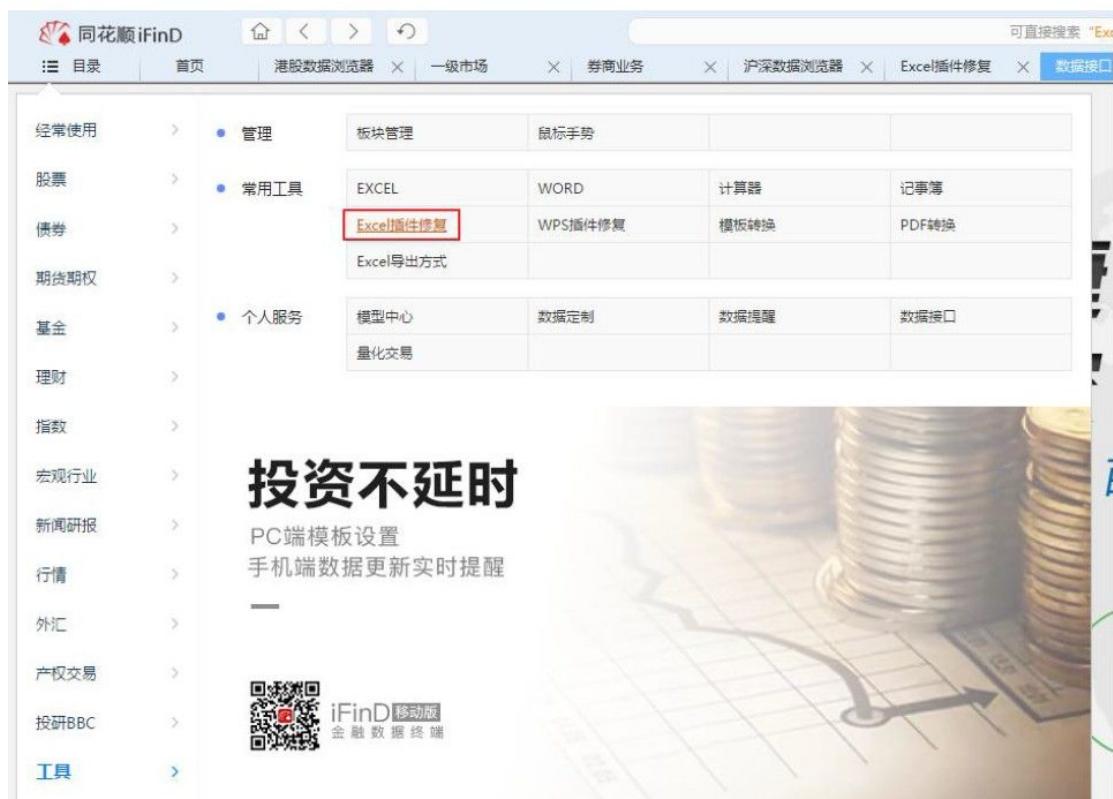 同花顺iFinD
可直接搜索 "Exc
目录 首页 港股数据浏览器 一级市场 券商业务 沪深数据浏览器 Excel插件修复 数据接口
经常使用
股票
债券
期货期权
基金
理财
指数
宏观行业
新闻研报
行情
外汇
产权交易
投研BBC
工具
管理 板块管理 鼠标手势
常用工具 EXCEL WORD 计算器 记事簿
Excel插件修复 WPS插件修复 模板转换 PDF转换
Excel导出方式
个人服务 模型中心 数据定制 数据提醒 数据接口
量化交易
投资不延时
PC端模板设置
手机端数据更新实时提醒
iFinD 移动版
金融数据终端